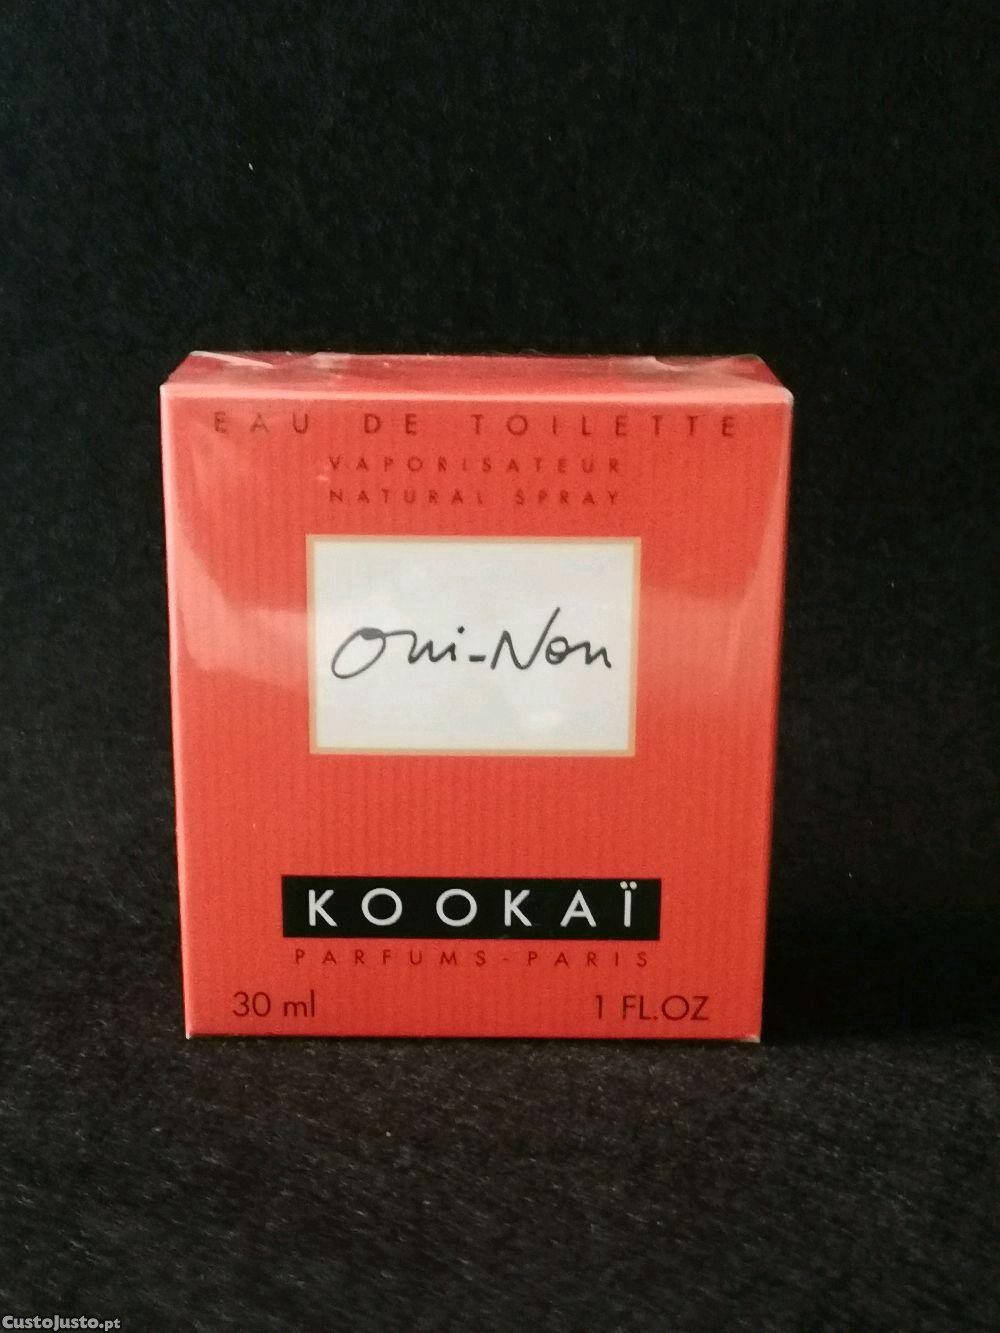 EAU DE TOILETTE
VAPORISATEUR
NATURAL SPRAY
Oui-Non
KOOKAÏ
PARFUMS-PARIS
30 ml 1 FL.OZ
CustoJusto.pt